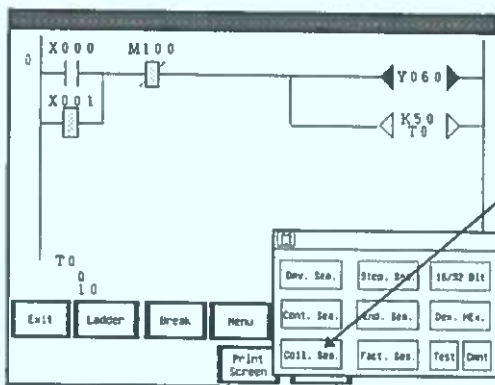 X000 M100
0
Y060
X001
K50
T0
T0
0
10
Dev. Sea. Step. Sea. 16/32 Bit
Cont. Sea. End. Sea. Dev. HEx.
Coil. Sea. Fact. Sea. Test Cmnt
Exit Ladder Break Menu
Print
Screen